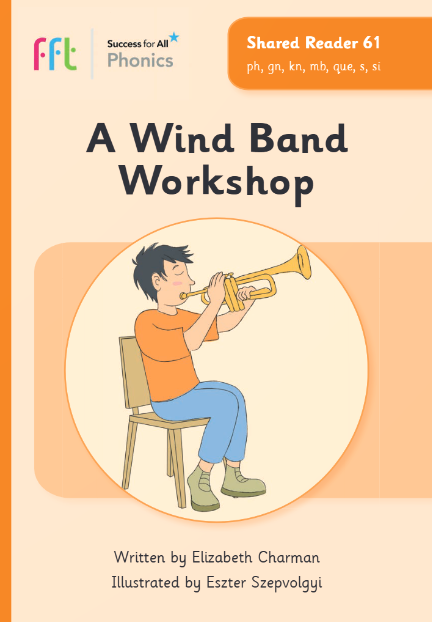 fft
Success for All
Phonics
Shared Reader 61
ph, gn, kn, mb, que, s, si
A Wind Band
Workshop
Written by Elizabeth Charman
Illustrated by Eszter Szepvolgyi